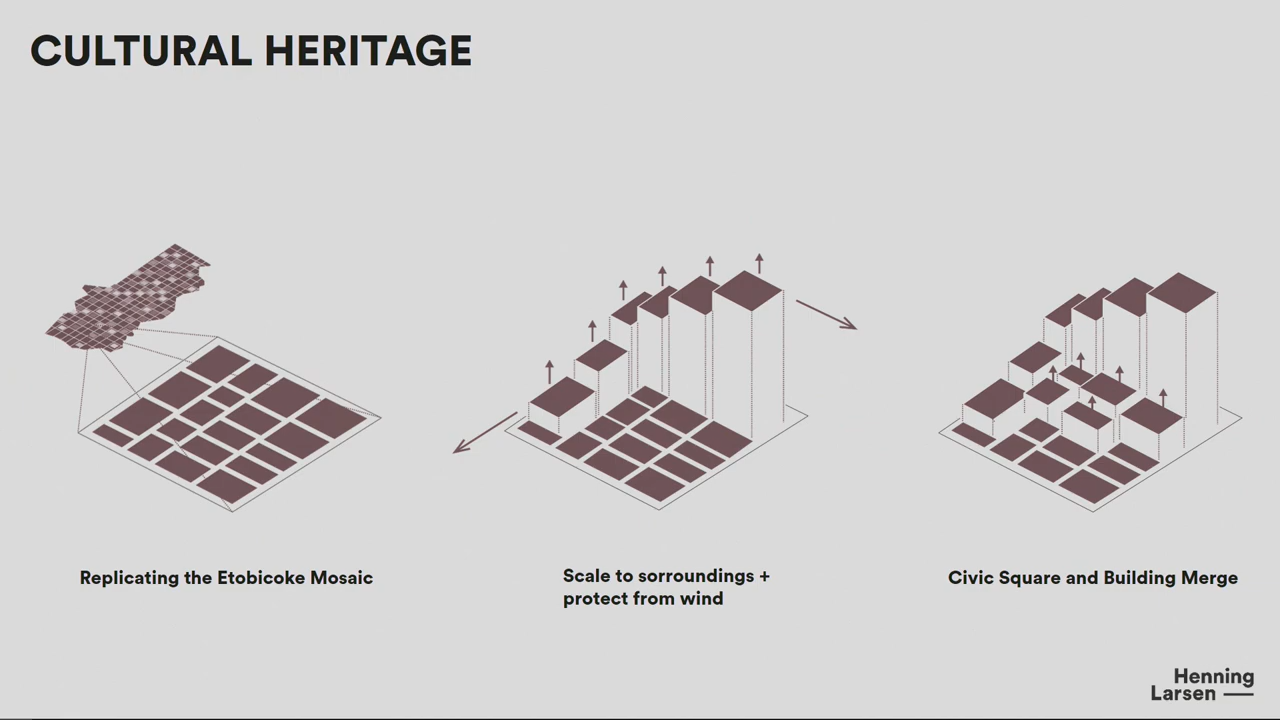 CULTURAL HERITAGE
Replicating the Etobicoke Mosaic
Scale to sorroundings +
protect from wind
Civic Square and Building Merge
Henning
Larsen